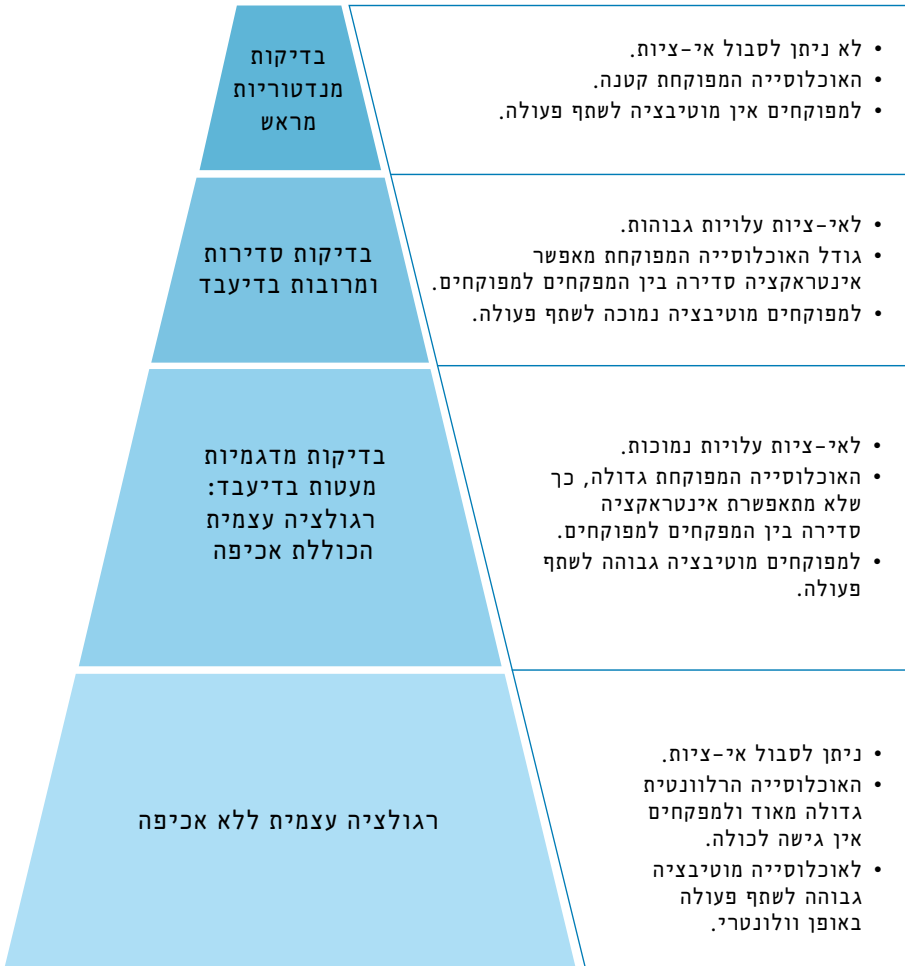 בדיקות
מנדטוריות
מראש
• לא ניתן לסבול אי-ציות.
• האוכלוסייה המפוקחת קטנה.
• למפוקחים אין מוטיבציה לשתף פעולה.
בדיקות סדירות
ומרובות בדיעבד
• לאי-ציות עלויות גבוהות.
• גודל האוכלוסייה המפוקחת מאפשר
אינטראקציה סדירה בין המפקחים למפוקחים.
• למפוקחים מוטיבציה נמוכה לשתף פעולה.
בדיקות מדגמיות
מעטות בדיעבד:
רגולציה עצמית
הכוללת אכיפה
• לאי-ציות עלויות נמוכות.
• האוכלוסייה המפוקחת גדולה, כך
שלא מתאפשרת אינטראקציה
סדירה בין המפקחים למפוקחים.
• למפוקחים מוטיבציה גבוהה לשתף
פעולה.
רגולציה עצמית ללא אכיפה
• ניתן לסבול אי-ציות.
• האוכלוסייה הרלוונטית
גדולה מאוד ולמפקחים
אין גישה לכולה.
• לאוכלוסייה מוטיבציה
גבוהה לשתף פעולה
באופן וולונטרי.